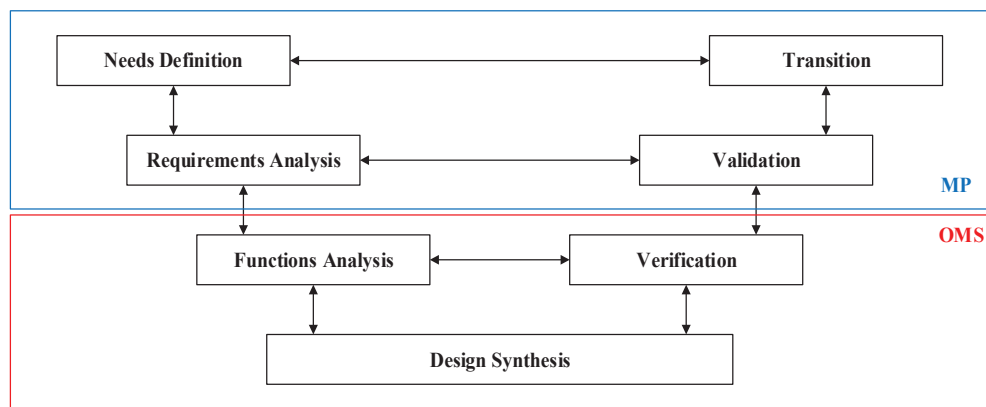 Needs Definition
Transition
Requirements Analysis
Validation
MP
OMS
Functions Analysis
Verification
Design Synthesis